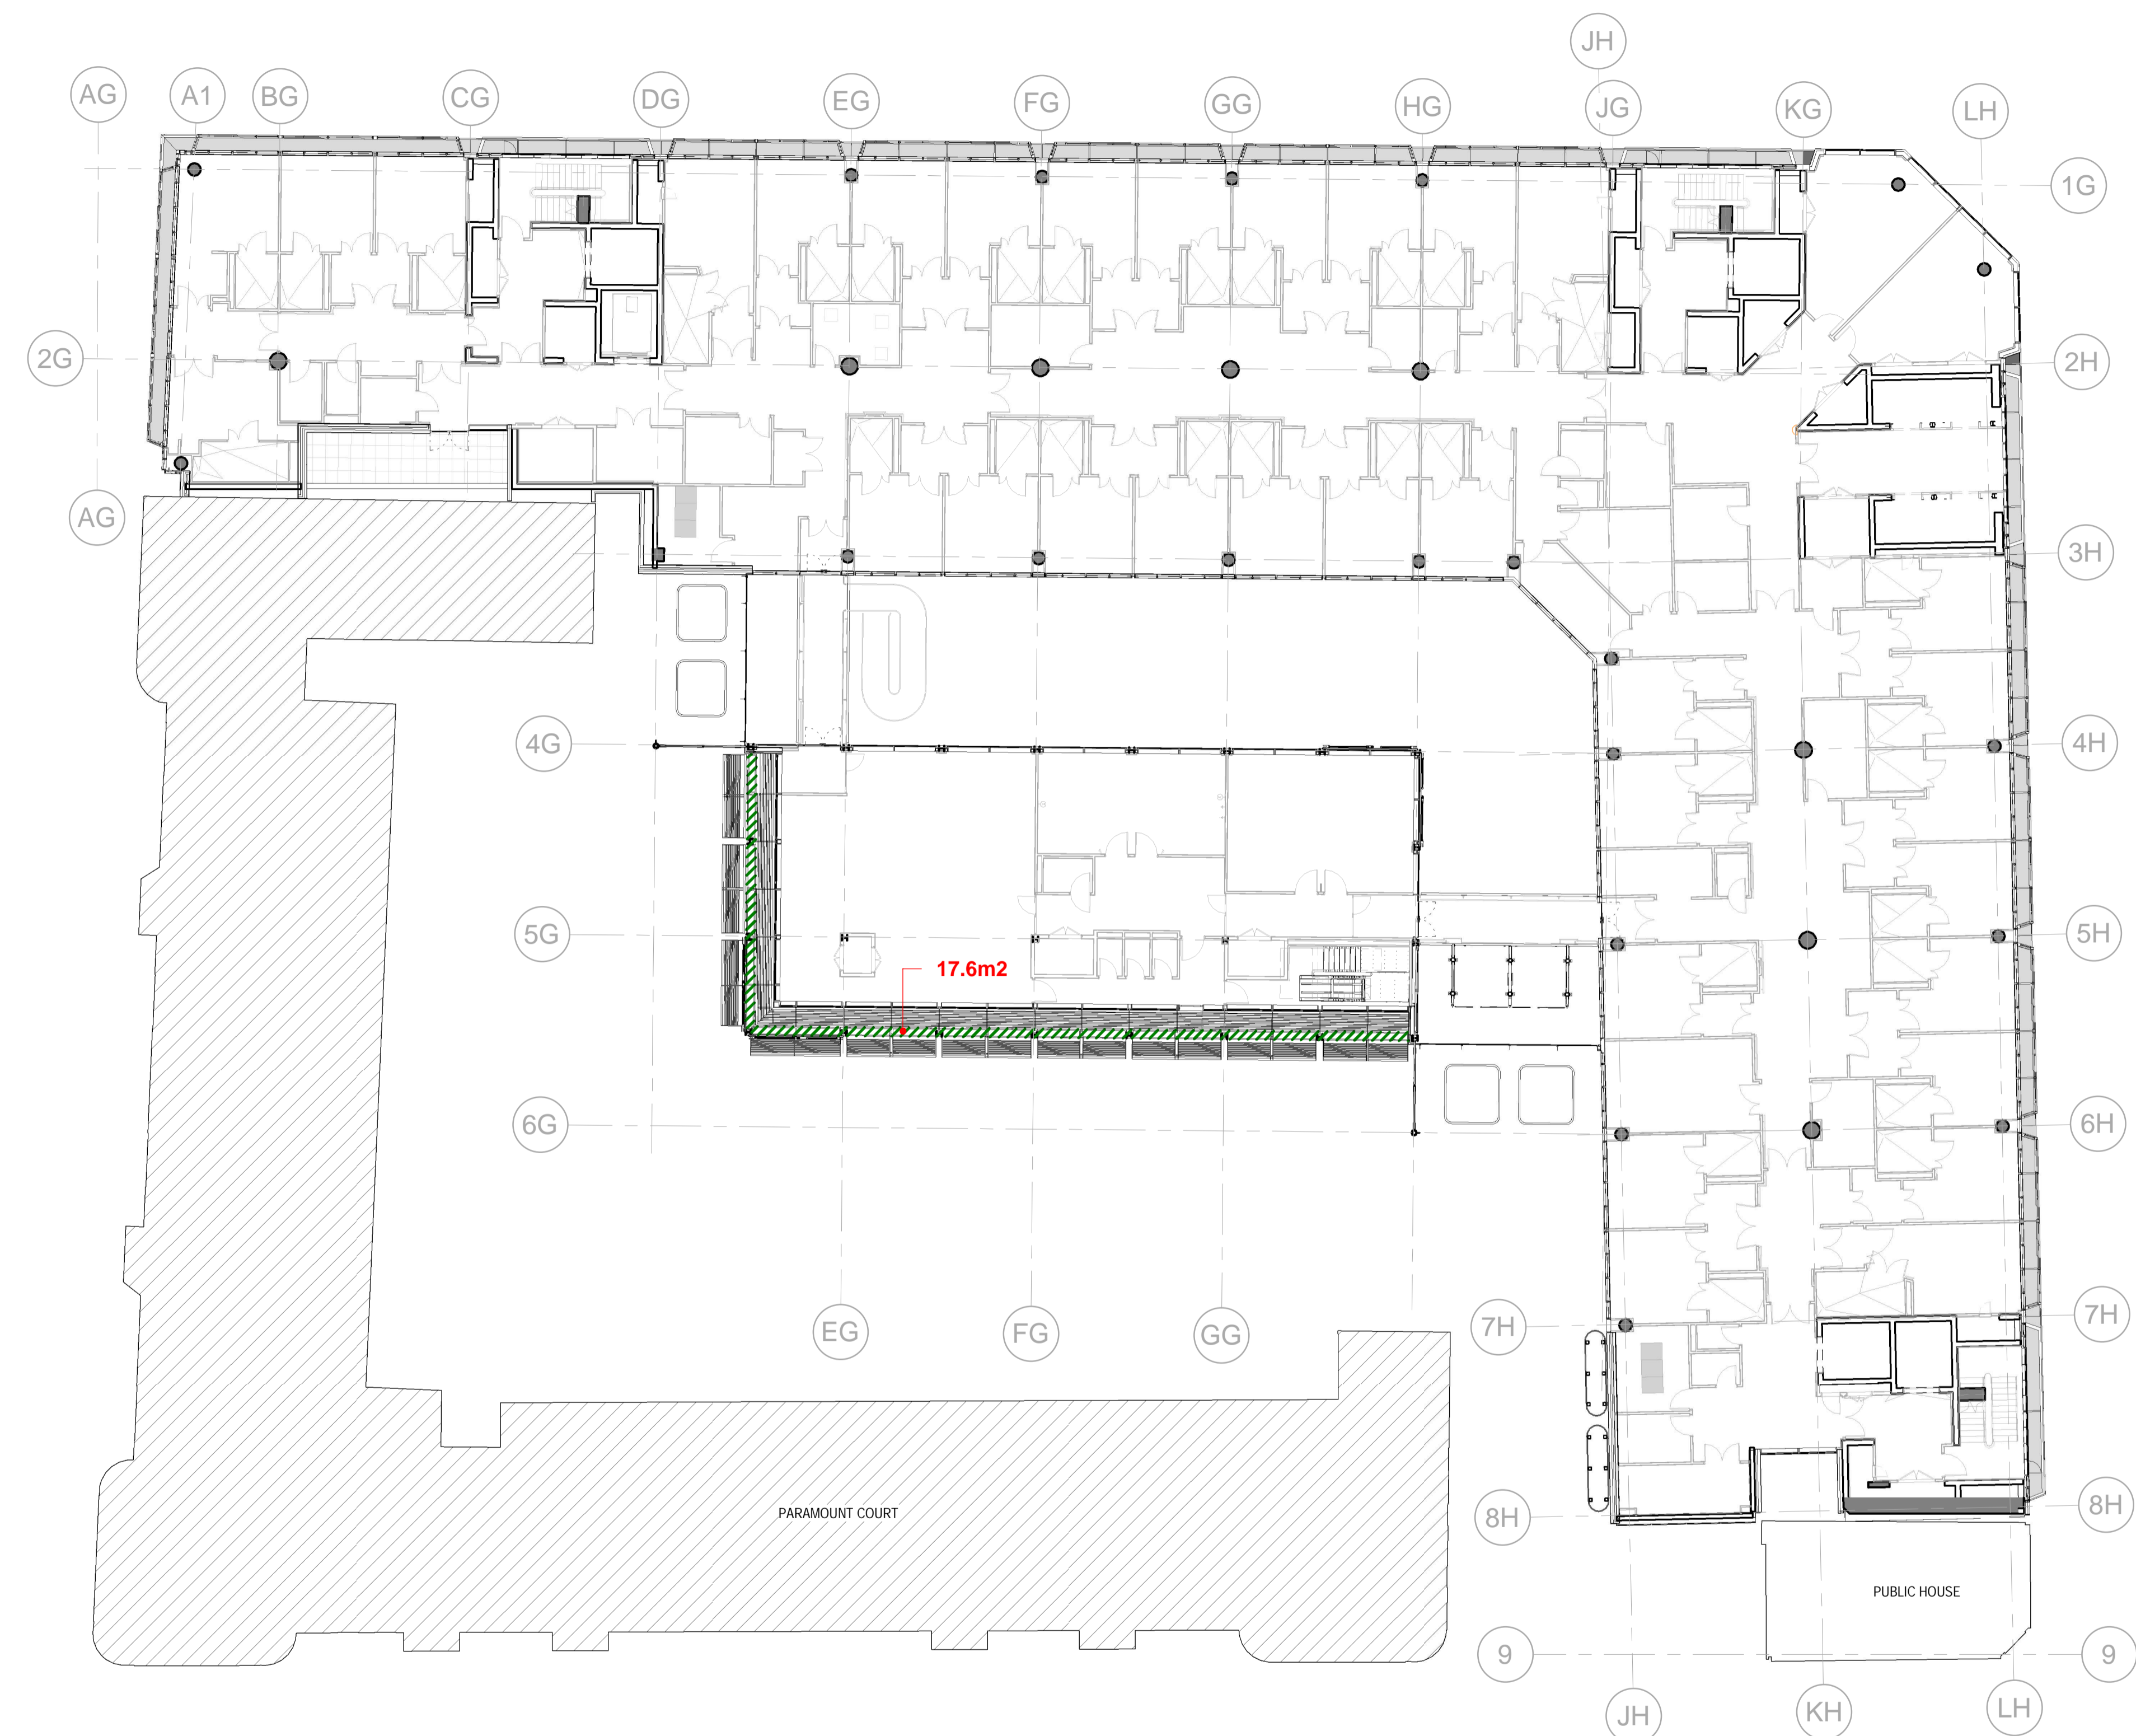 JH
AG
A1
BG
CG
DG
EG
FG
GG
HG
JG
KG
LH
1G
2G
2H
AG
3H
4G
4H
5G
5H
17.6m2
6G
6H
EG
FG
GG
7H
7H
PARAMOUNT COURT
8H
8H
PUBLIC HOUSE
9
9
JH
KH
LH